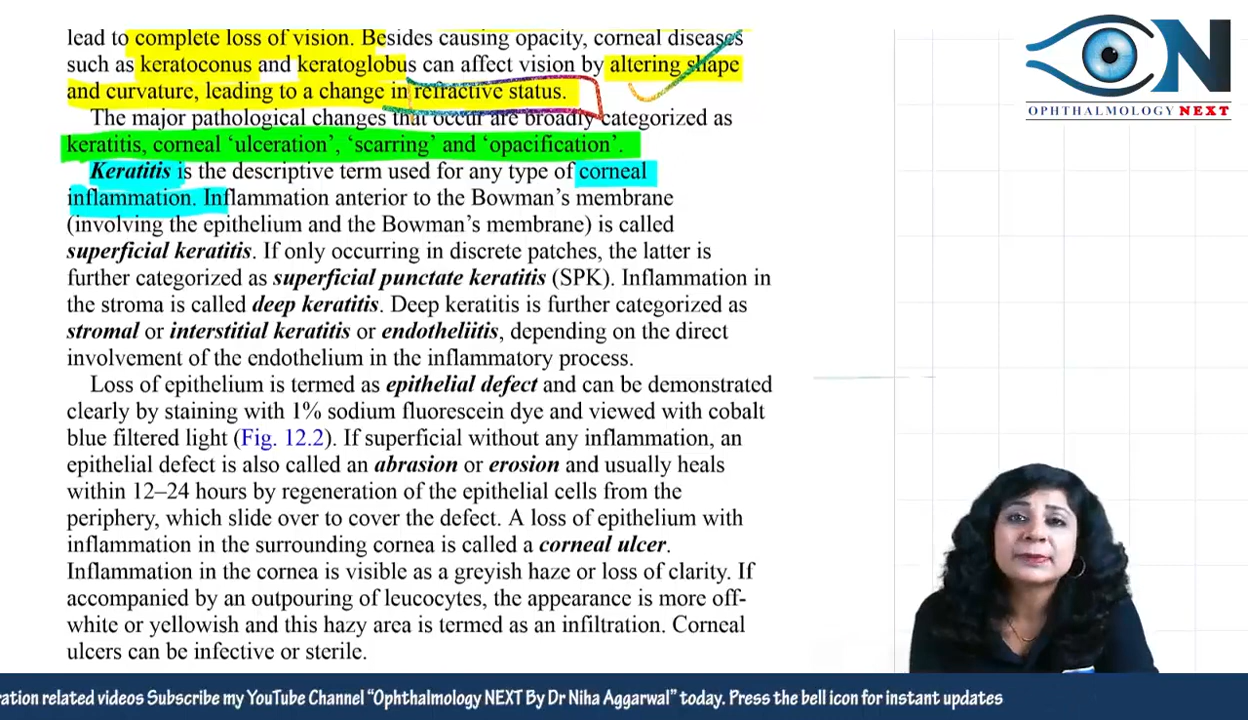 lead to complete loss of vision. Besides causing opacity, corneal diseases
such as keratoconus and keratoglobus can affect vision by altering shape
and curvature, leading to a change in refractive status.
The major pathological changes that occur are broadly categorized as
keratitis, corneal ‘ulceration’, ‘scarring’ and ‘opacification’.
Keratitis is the descriptive term used for any type of corneal
inflammation. Inflammation anterior to the Bowman’s membrane
(involving the epithelium and the Bowman’s membrane) is called
superficial keratitis. If only occurring in discrete patches, the latter is
further categorized as superficial punctate keratitis (SPK). Inflammation in
the stroma is called deep keratitis. Deep keratitis is further categorized as
stromal or interstitial keratitis or endotheliitis, depending on the direct
involvement of the endothelium in the inflammatory process.
Loss of epithelium is termed as epithelial defect and can be demonstrated
clearly by staining with 1% sodium fluorescein dye and viewed with cobalt
blue filtered light (Fig. 12.2). If superficial without any inflammation, an
epithelial defect is also called an abrasion or erosion and usually heals
within 12–24 hours by regeneration of the epithelial cells from the
periphery, which slide over to cover the defect. A loss of epithelium with
inflammation in the surrounding cornea is called a corneal ulcer.
Inflammation in the cornea is visible as a greyish haze or loss of clarity. If
accompanied by an outpouring of leucocytes, the appearance is more off-
white or yellowish and this hazy area is termed as an infiltration. Corneal
ulcers can be infective or sterile.
N
OPHTHALMOLOGY NEXT
ration related videos Subscribe my YouTube Channel “Ophthalmology NEXT By Dr Niha Aggarwal” today. Press the bell icon for instant updates